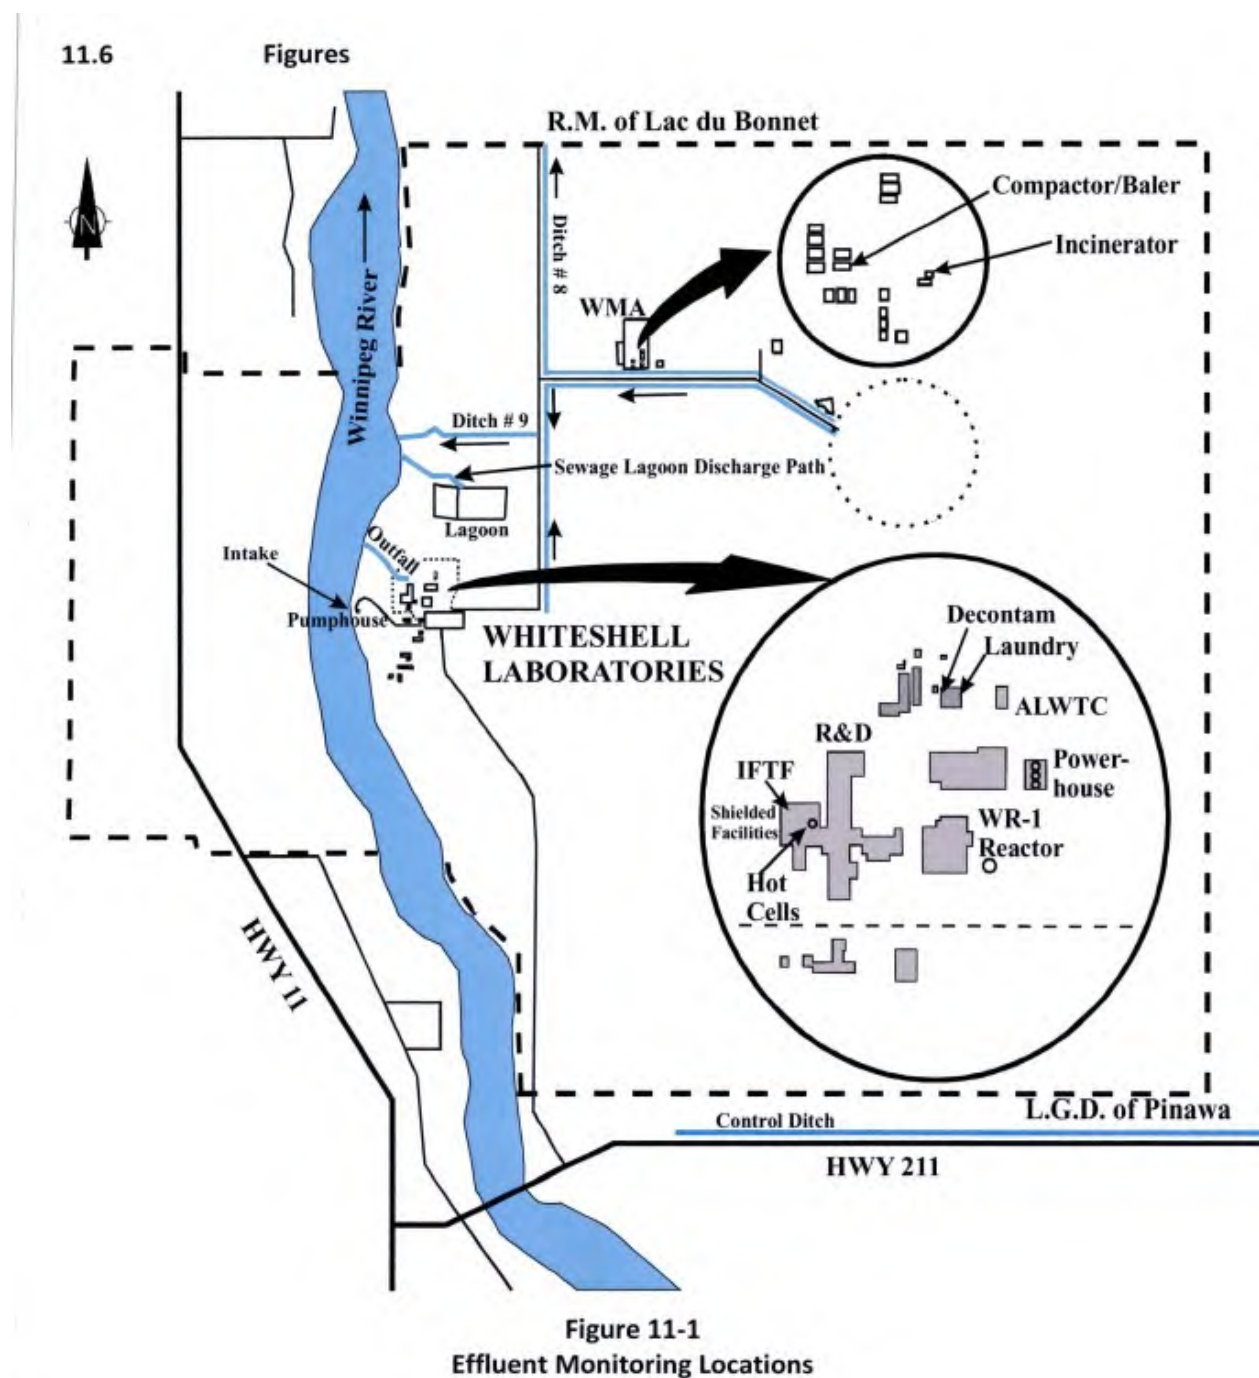 11.6 Figures
R.M. of Lac du Bonnet
N
Compactor/Baler
Incinerator
Ditch # 8
WMA
Winnipeg River
Ditch # 9
Sewage Lagoon Discharge Path
Lagoon
Outfall
Intake
Pumphouse
WHITESHELL
LABORATORIES
Decontam
Laundry
ALWTC
R&D
IFTF
Power-
house
Shielded
Facilities
WR-1
Reactor
Hot
Cells
HWY 11
L.G.D. of Pinawa
Control Ditch
HWY 211
Figure 11-1
Effluent Monitoring Locations